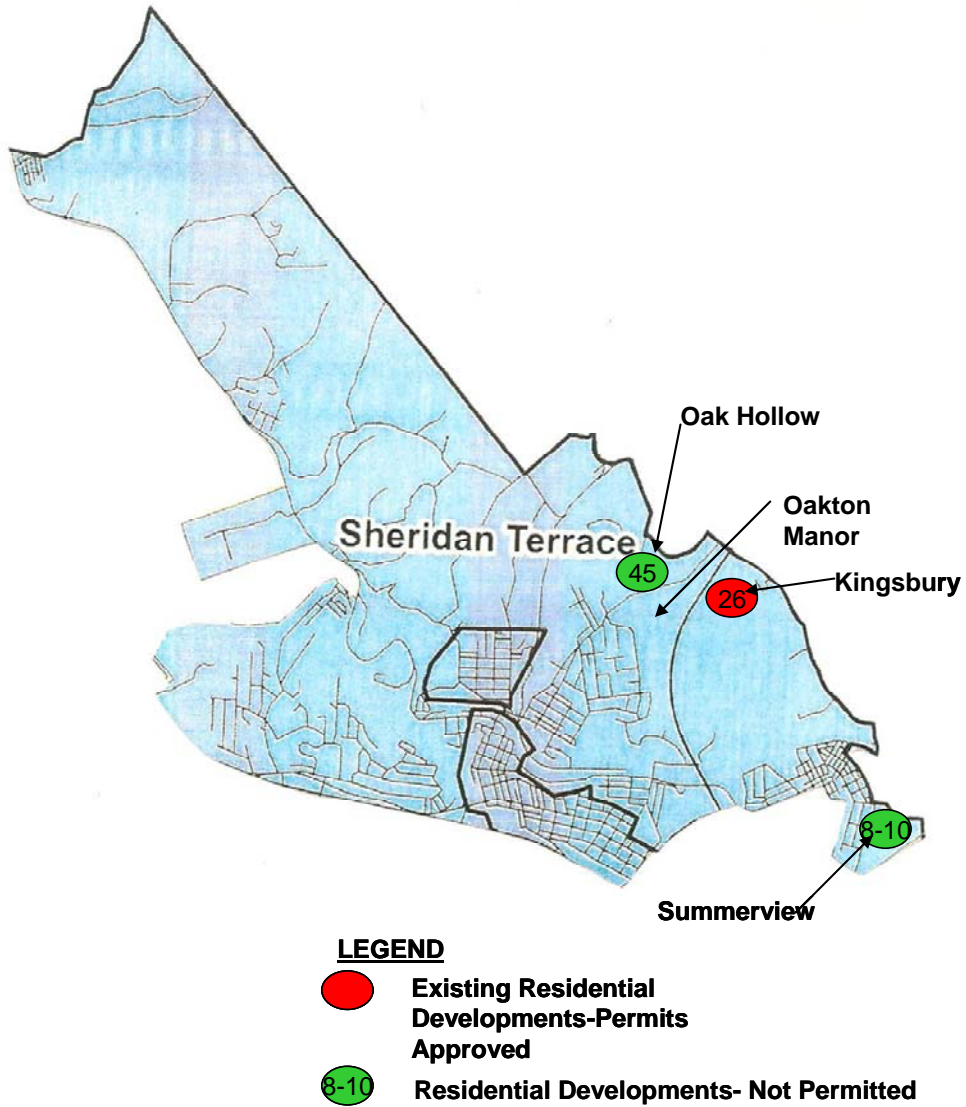 Oak Hollow
Oakton
Manor
Sheridan Terrace
45
Kingsbury
26
8-10
Summerview
LEGEND
Existing Residential
Developments-Permits
Approved
8-10
Residential Developments- Not Permitted